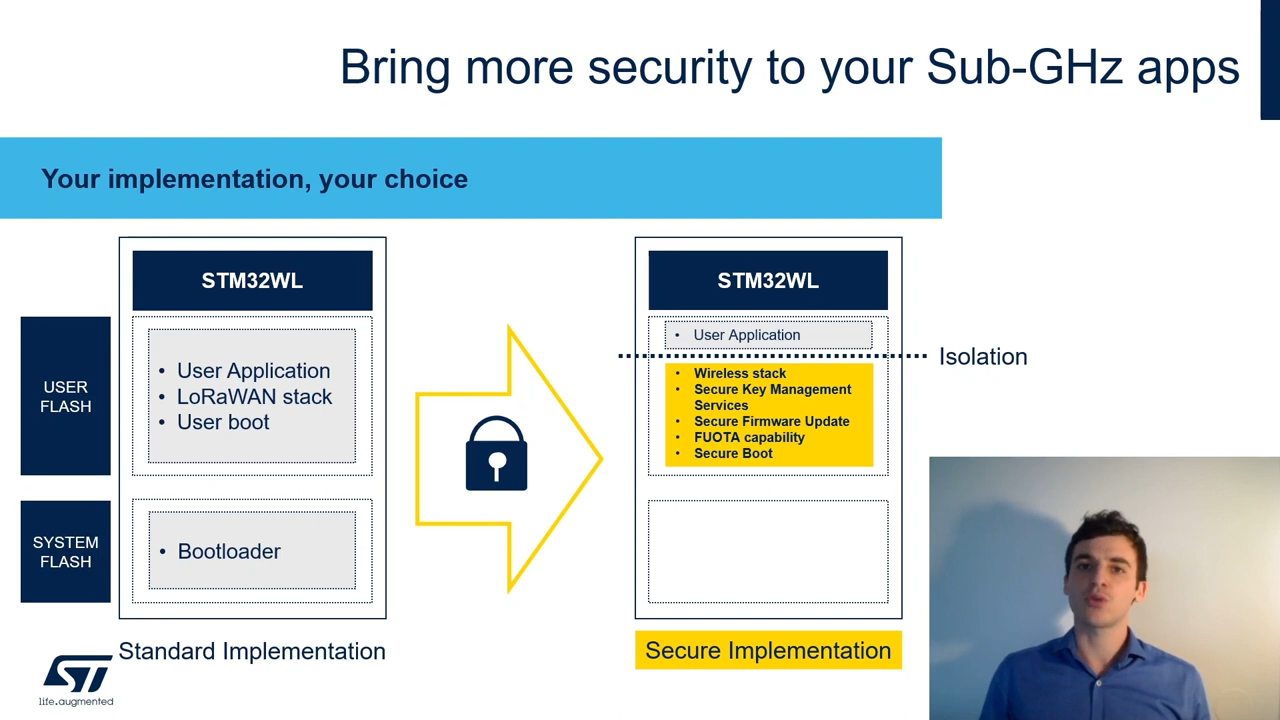 Bring more security to your Sub-GHz apps
Your implementation, your choice
STM32WL
USER
FLASH
• User Application
• LoRaWAN stack
• User boot
SYSTEM
FLASH
• Bootloader
Standard Implementation
STM32WL
• User Application
Isolation
• Wireless stack
• Secure Key Management
Services
• Secure Firmware Update
• FUOTA capability
• Secure Boot
Secure Implementation
ST
life.augmented